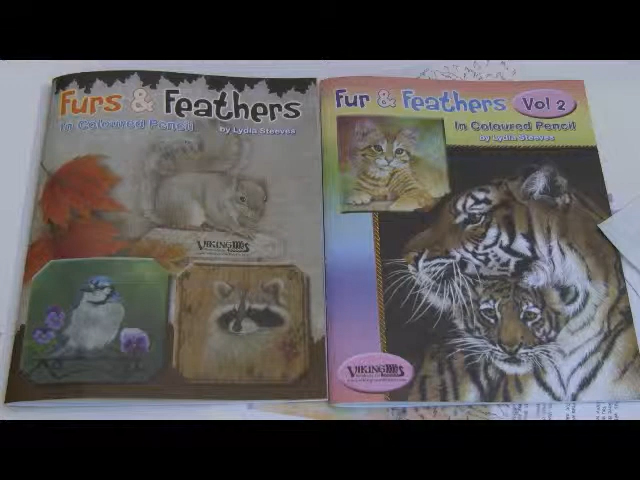 Furs & Feathers
In Coloured Pencil
by Lydia Steeves
VIKING
Fur & Feathers Vol 2
In Coloured Pencil
by Lydia Steeves
VIKING